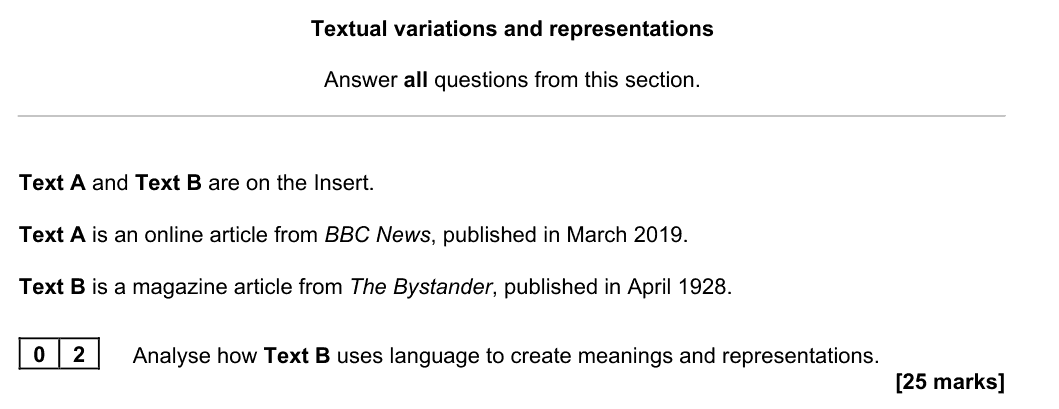 Textual variations and representations
Answer all questions from this section.
Text A and Text B are on the Insert.
Text A is an online article from BBC News, published in March 2019.
Text B is a magazine article from The Bystander, published in April 1928.
0 2 Analyse how Text B uses language to create meanings and representations.
[25 marks]